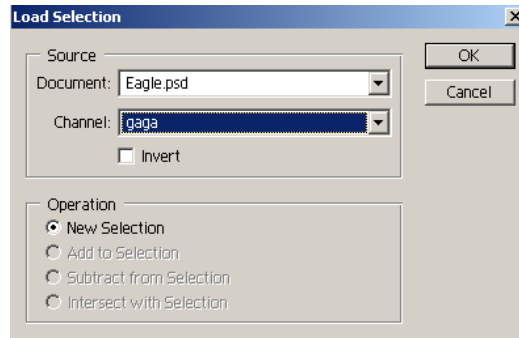 Load Selection
Source
OK
Document: Eagle.psd
Cancel
Channel: gaga
Invert
Operation
New Selection
Add to Selection
Subtract from Selection
Intersect with Selection